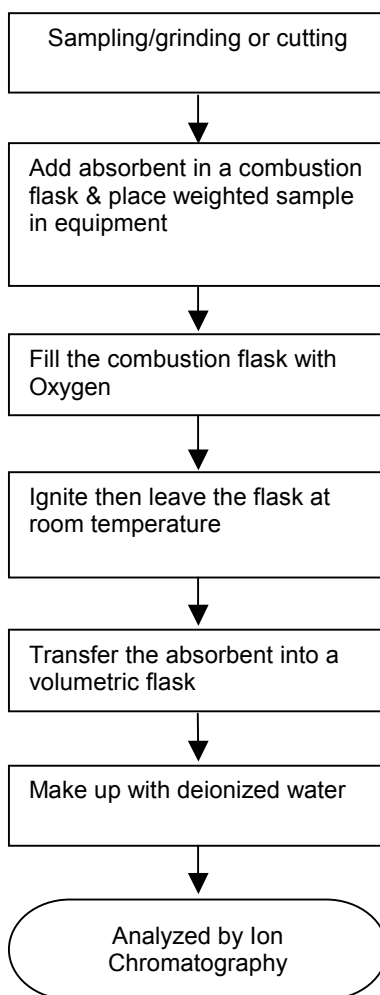 Sampling/grinding or cutting
Add absorbent in a combustion
flask & place weighted sample
in equipment
Fill the combustion flask with
Oxygen
Ignite then leave the flask at
room temperature
Transfer the absorbent into a
volumetric flask
Make up with deionized water
Analyzed by Ion
Chromatography